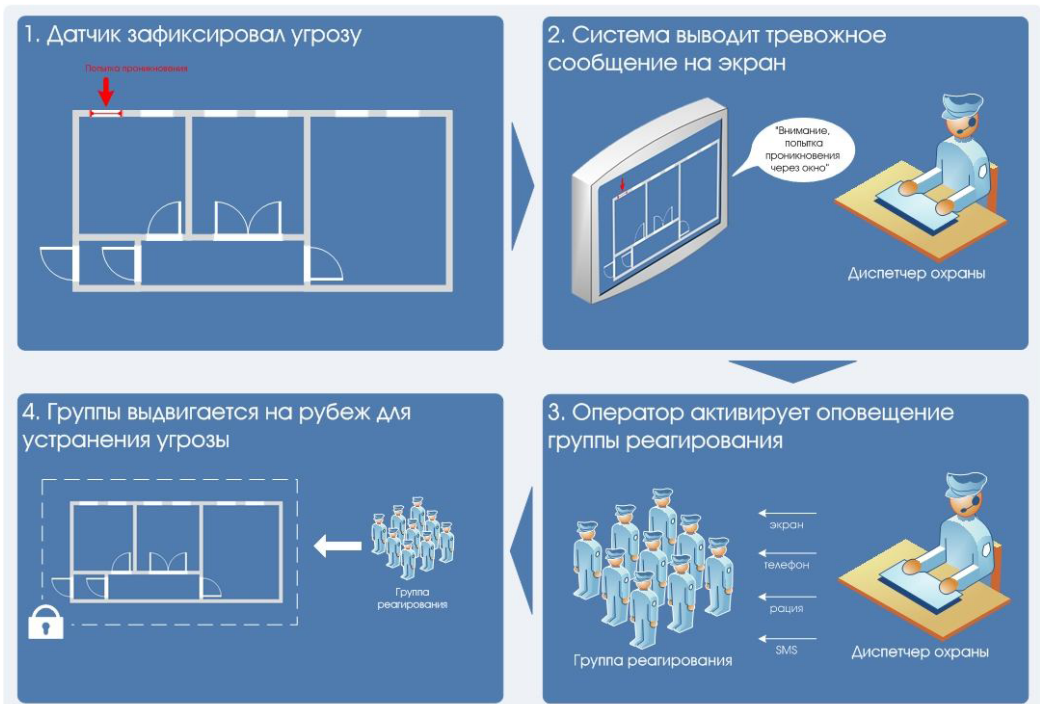 1. Датчик зафиксировал угрозу
Попытка проникновения
2. Система выводит тревожное
сообщение на экран
"Внимание,
попытка
проникновения
через окно"
Диспетчер охраны
3. Оператор активирует оповещение
группы реагирования
экран
телефон
рация
SMS
Группа реагирования
Диспетчер охраны
4. Группы выдвигается на рубеж для
устранения угрозы
Группа
реагирования